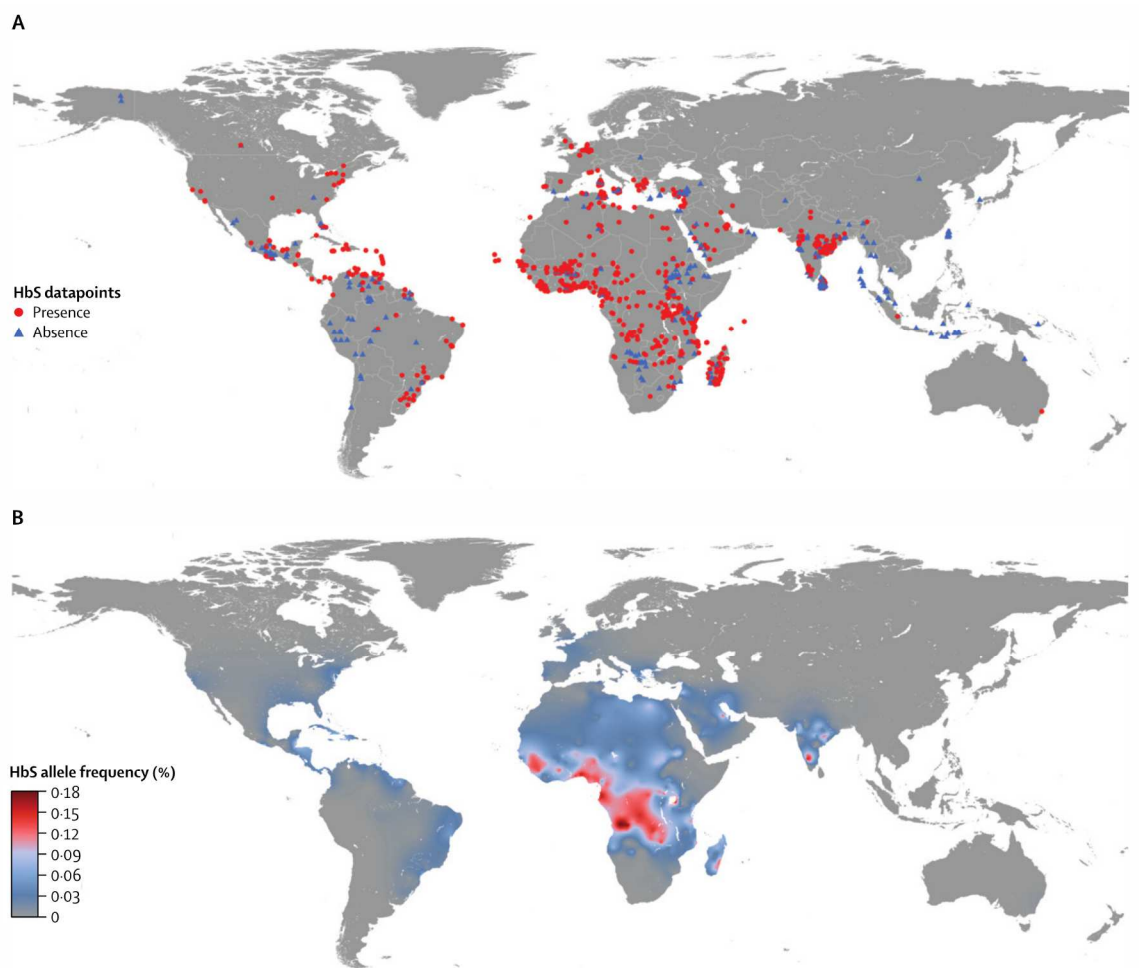 A
HbS datapoints
Presence
Absence
B
HbS allele frequency (%)
0·18
0·15
0·12
0·09
0·06
0·03
0